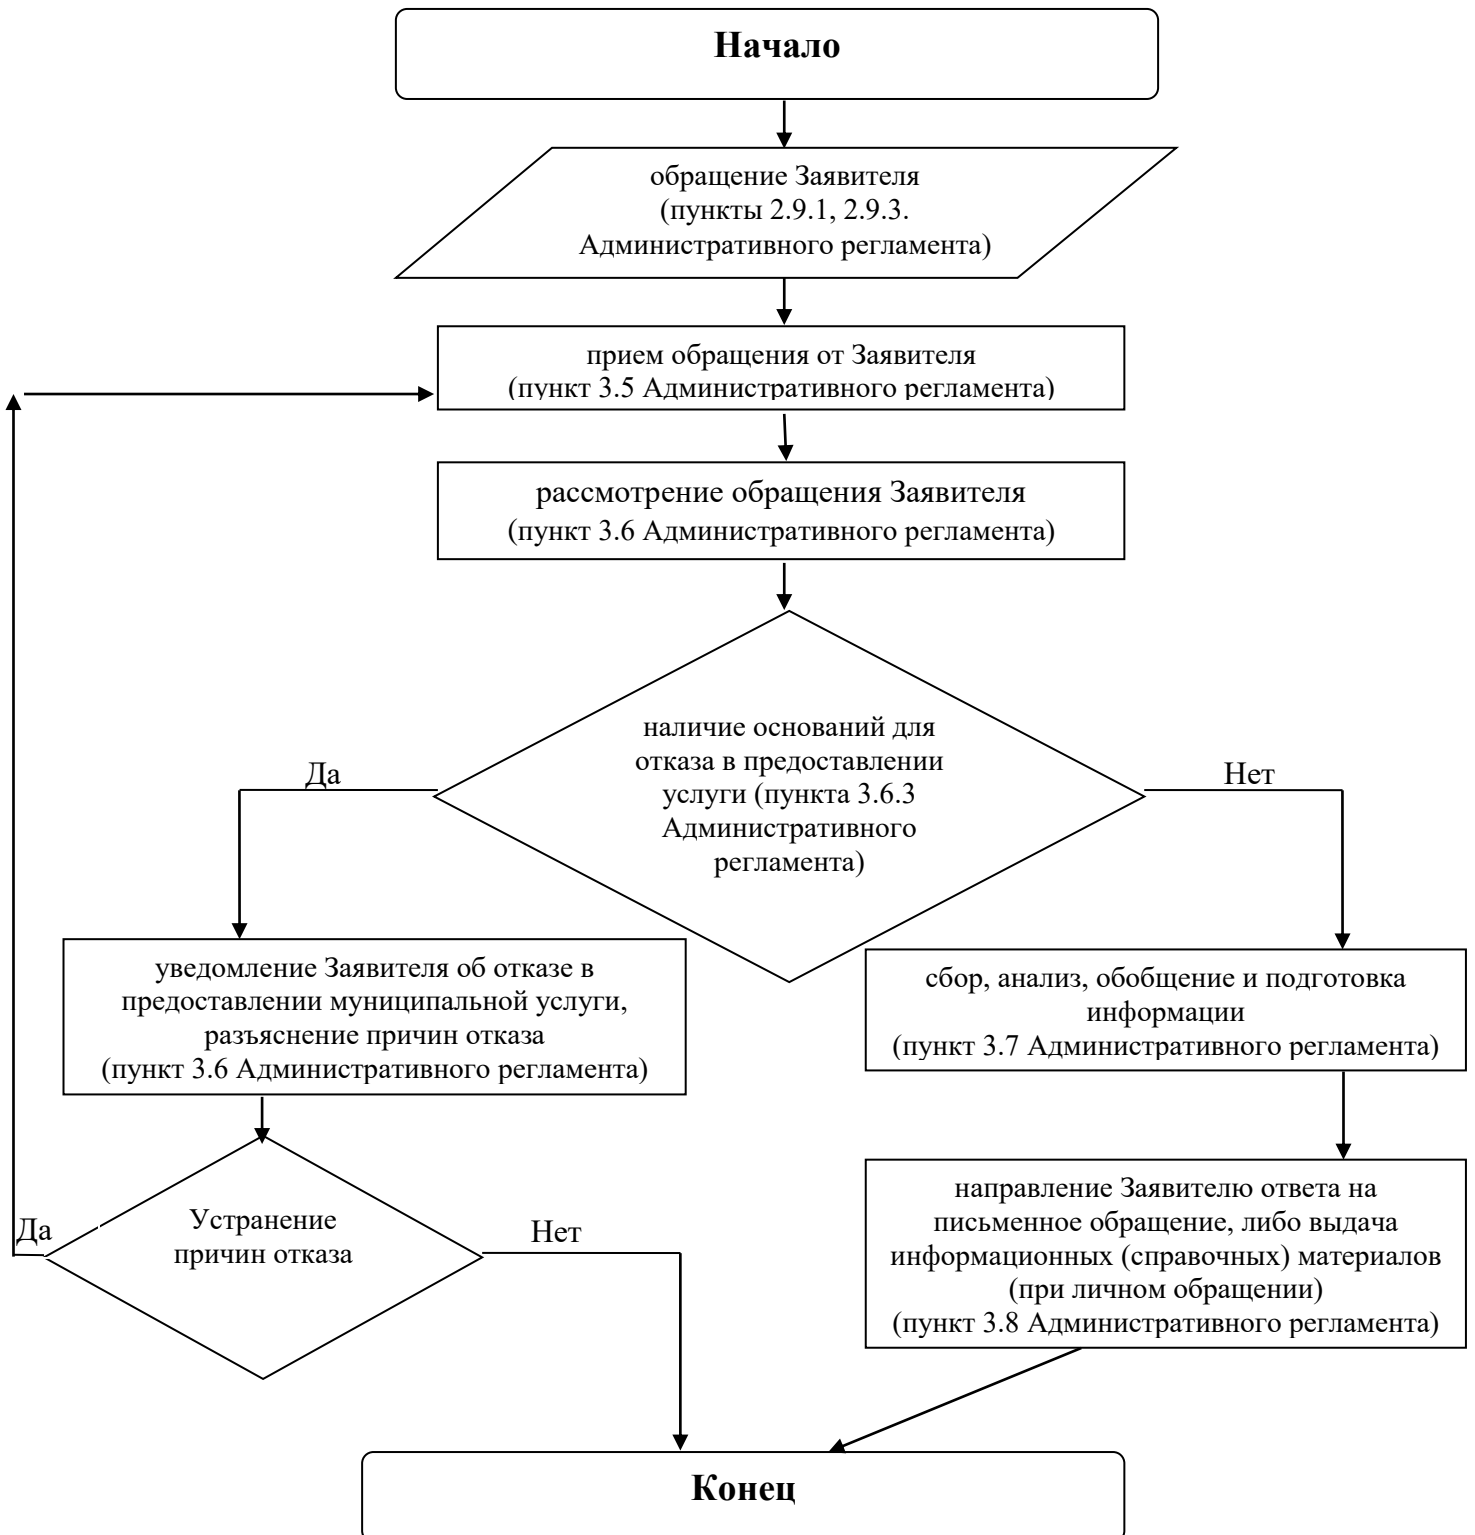 Начало
обращение Заявителя
(пункты 2.9.1, 2.9.3.
Административного регламента)
прием обращения от Заявителя
(пункт 3.5 Административного регламента)
рассмотрение обращения Заявителя
(пункт 3.6 Административного регламента)
наличие оснований для
отказа в предоставлении
услуги (пункта 3.6.3
Административного
регламента)
Да
Нет
уведомление Заявителя об отказе в
предоставлении муниципальной услуги,
разъяснение причин отказа
(пункт 3.6 Административного регламента)
сбор, анализ, обобщение и подготовка
информации
(пункт 3.7 Административного регламента)
Устранение
причин отказа
Да
Нет
направление Заявителю ответа на
письменное обращение, либо выдача
информационных (справочных) материалов
(при личном обращении)
(пункт 3.8 Административного регламента)
Конец